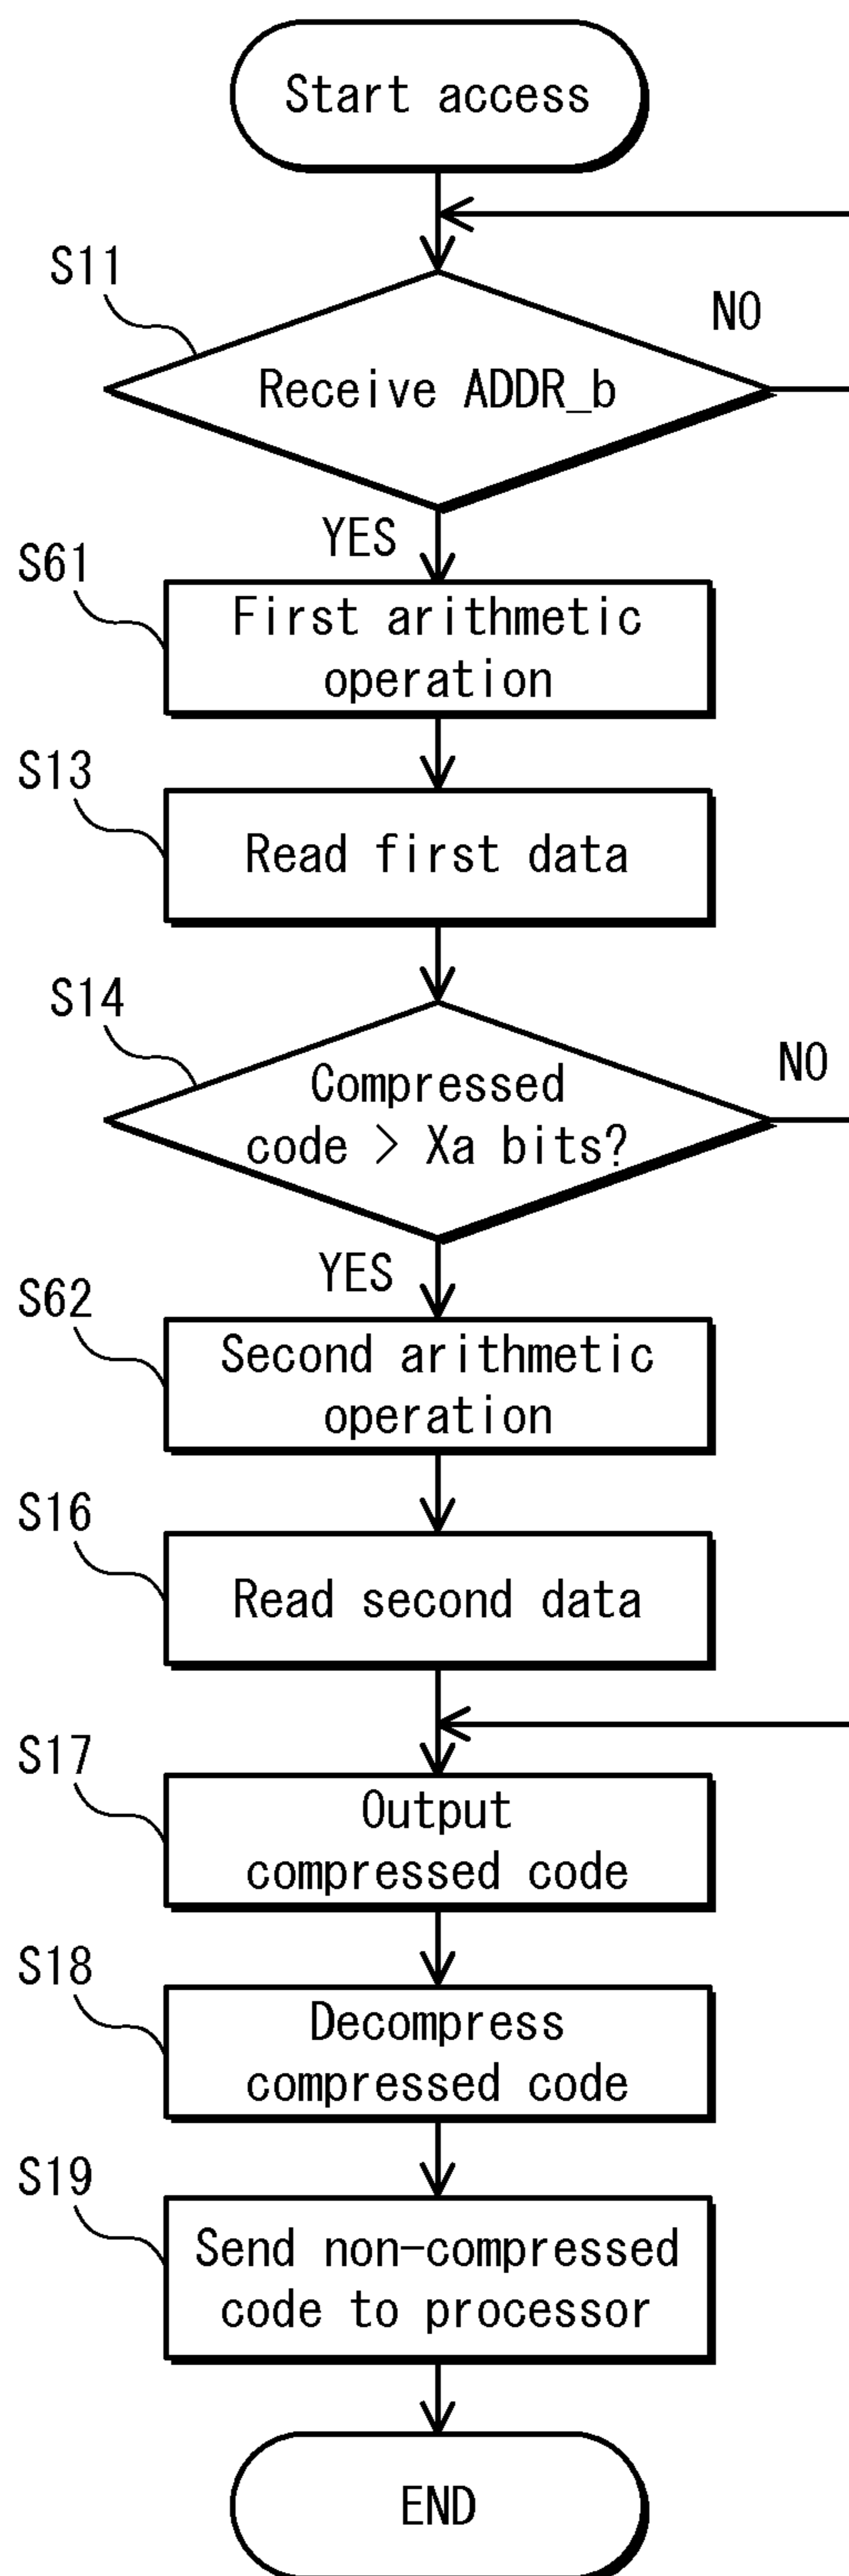 Start access
S11
NO
Receive ADDR_b
YES
S61
First arithmetic
operation
S13
Read first data
S14
NO
Compressed
code > Xa bits?
YES
S62
Second arithmetic
operation
S16
Read second data
S17
Output
compressed code
S18
Decompress
compressed code
S19
Send non-compressed
code to processor
END